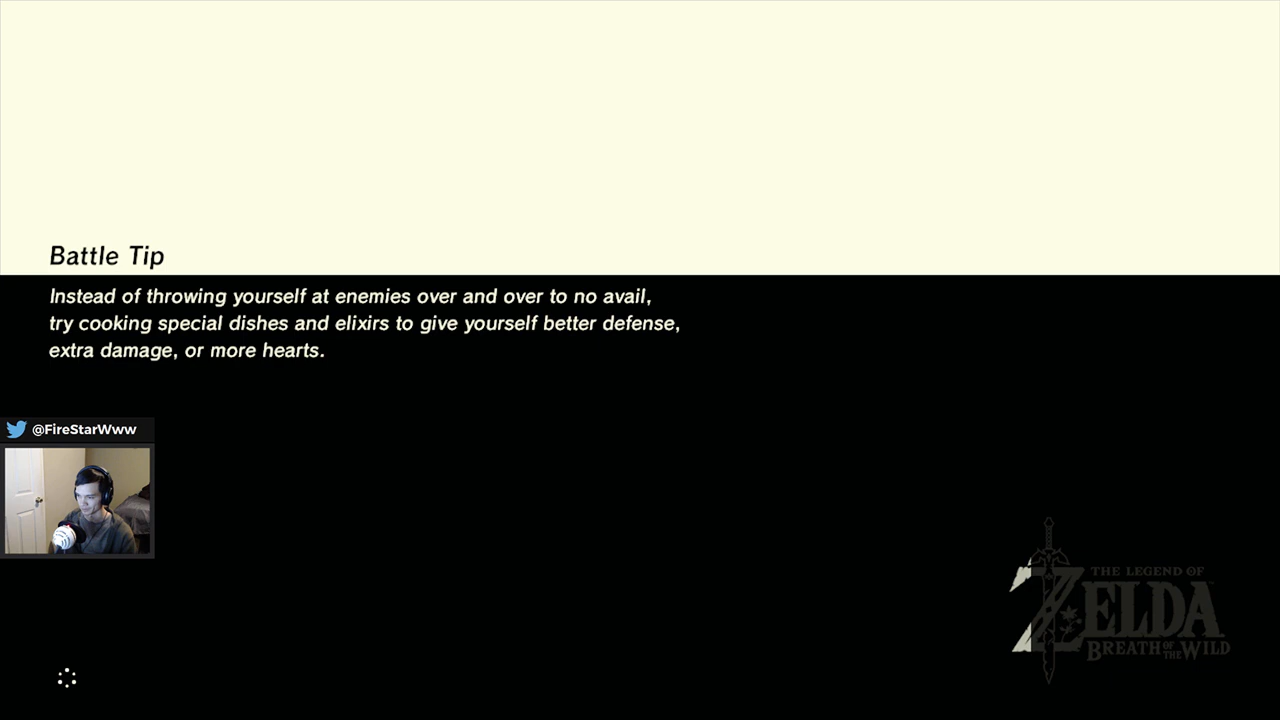 Battle Tip
Instead of throwing yourself at enemies over and over to no avail,
try cooking special dishes and elixirs to give yourself better defense,
extra damage, or more hearts.
@FireStarWww
THE LEGEND OF
ZELDA
BREATH OF THE WILD